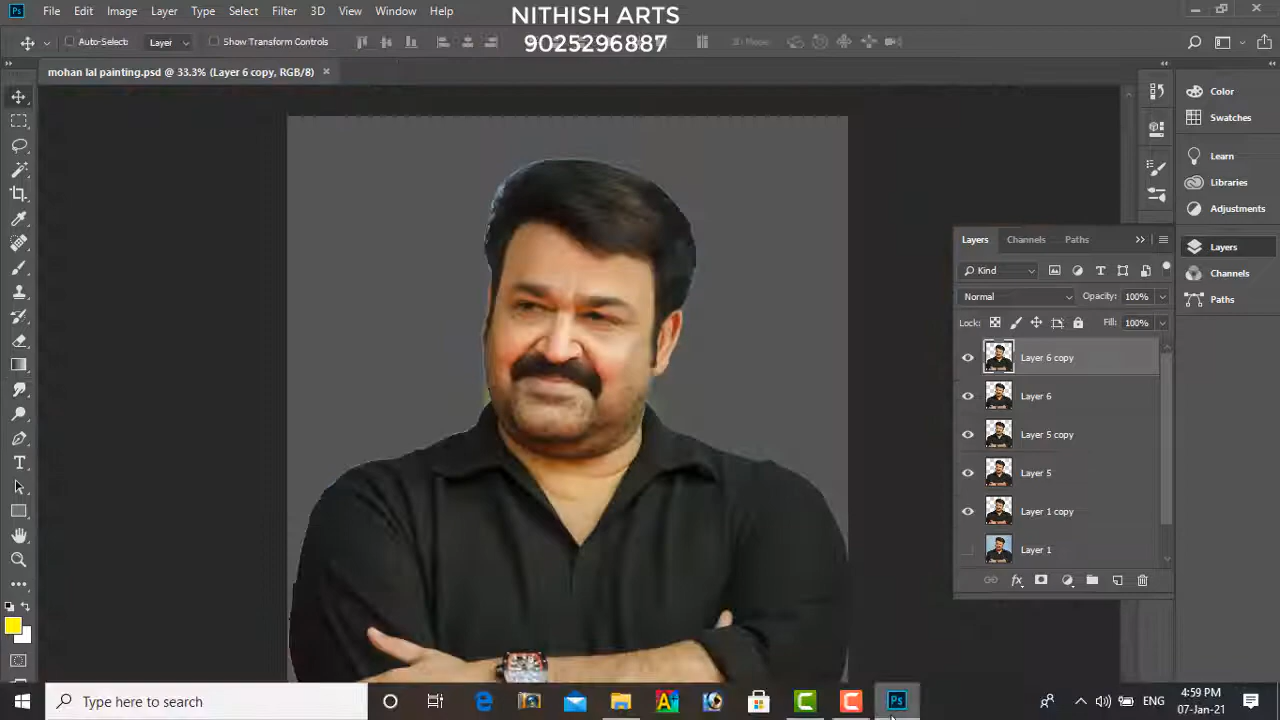 File Edit Image Layer Type Select Filter 3D View Window Help
NITHISH ARTS
9025296887
Auto-Select: Layer Show Transform Controls
mohan lal painting.psd @ 33.3% (Layer 6 copy, RGB/8)
Color
Swatches
Learn
Libraries
Adjustments
Layers
Channels
Paths
Layers Channels Paths
Kind
Normal Opacity: 100%
Lock: Fill: 100%
Layer 6 copy
Layer 6
Layer 5 copy
Layer 5
Layer 1 copy
Layer 1
Type here to search
ENG
4:59 PM
07-Jan-21